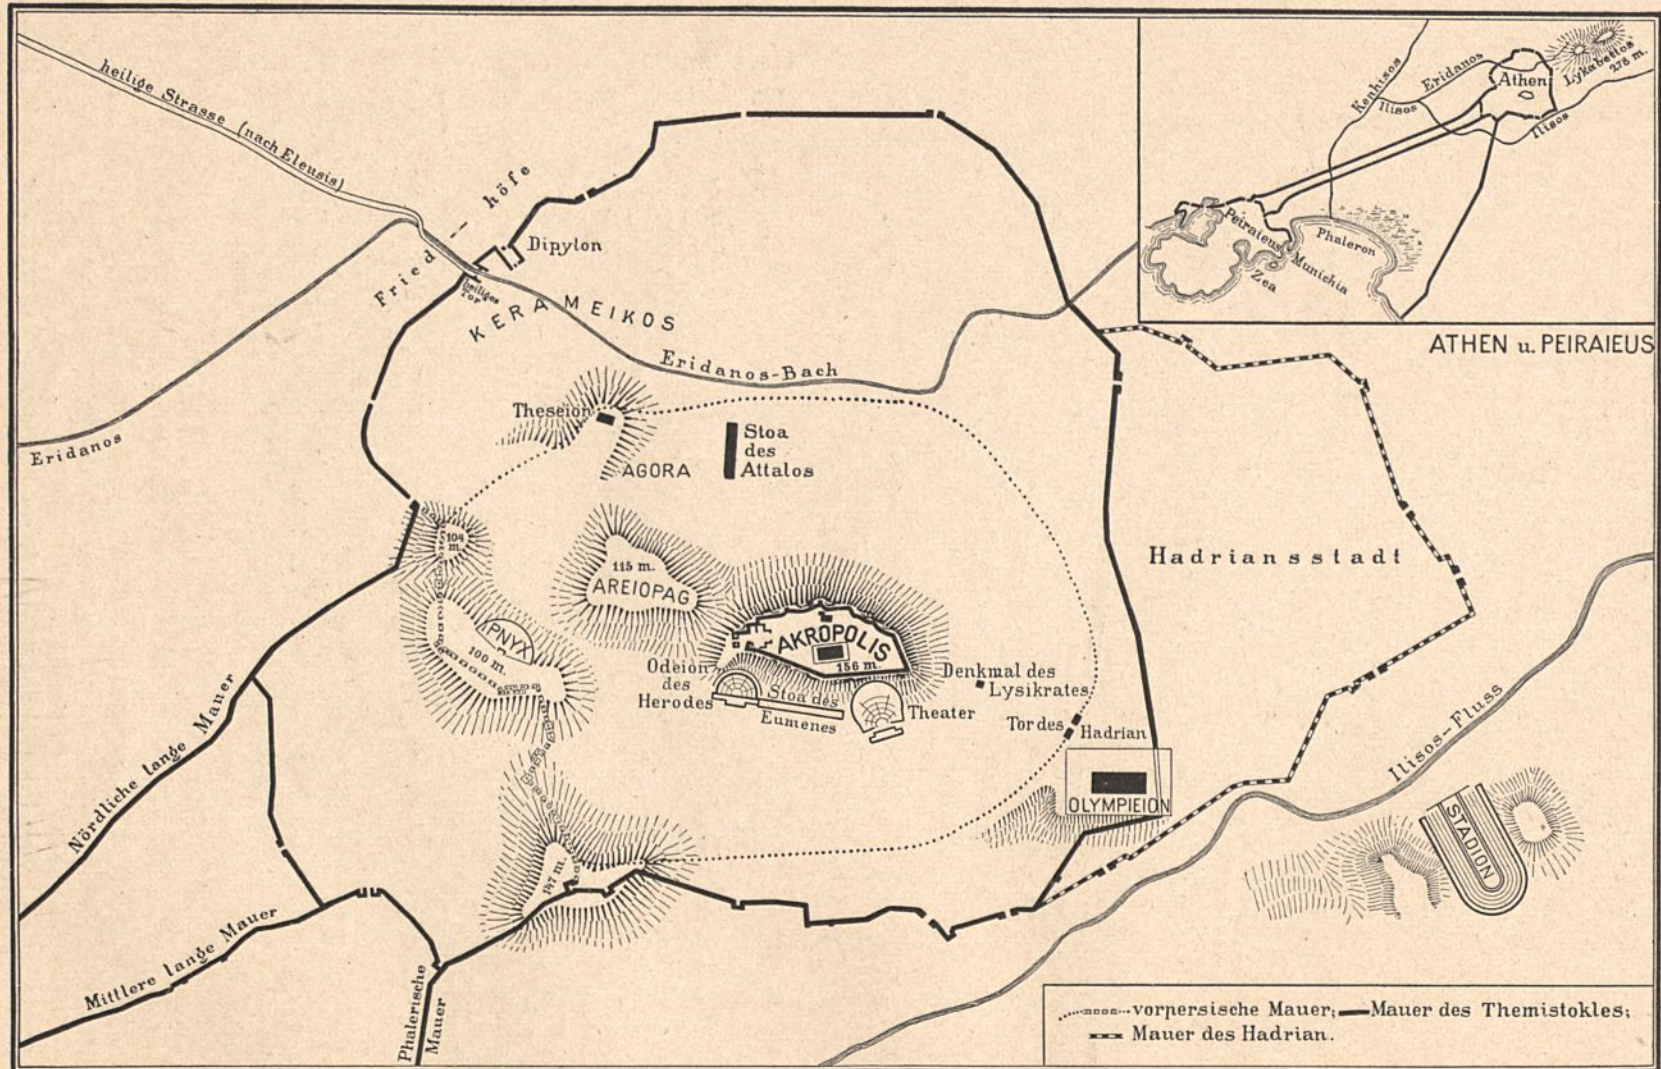 heilige Strasse (nach Eleusis)
Fried — höfe
Dipylon
heiliges
Tor
KERAMEIKOS
Eridanos-Bach
Eridanos
Theseion
Stoa
des
Attalos
AGORA
104
m.
115 m.
AREIOPAG
PNYX
100 m.
AKROPOLIS
156 m.
Odeion
des
Herodes
Stoa des
Eumenes
Theater
Denkmal des
Lysikrates
Tor des Hadrian
OLYMPIEION
Hadriansstadt
Ilisos-Fluss
STADION
147 m.
Nördliche lange Mauer
Mittlere lange Mauer
Phalerische
Mauer
Kephisos
Eridanos
Ilisos
Athen
Lykabettos
278 m.
Ilisos
Peiraieus
Zea
Munichia
Phaleron
ATHEN u. PEIRAIEUS
vorpersische Mauer; Mauer des Themistokles;
Mauer des Hadrian.